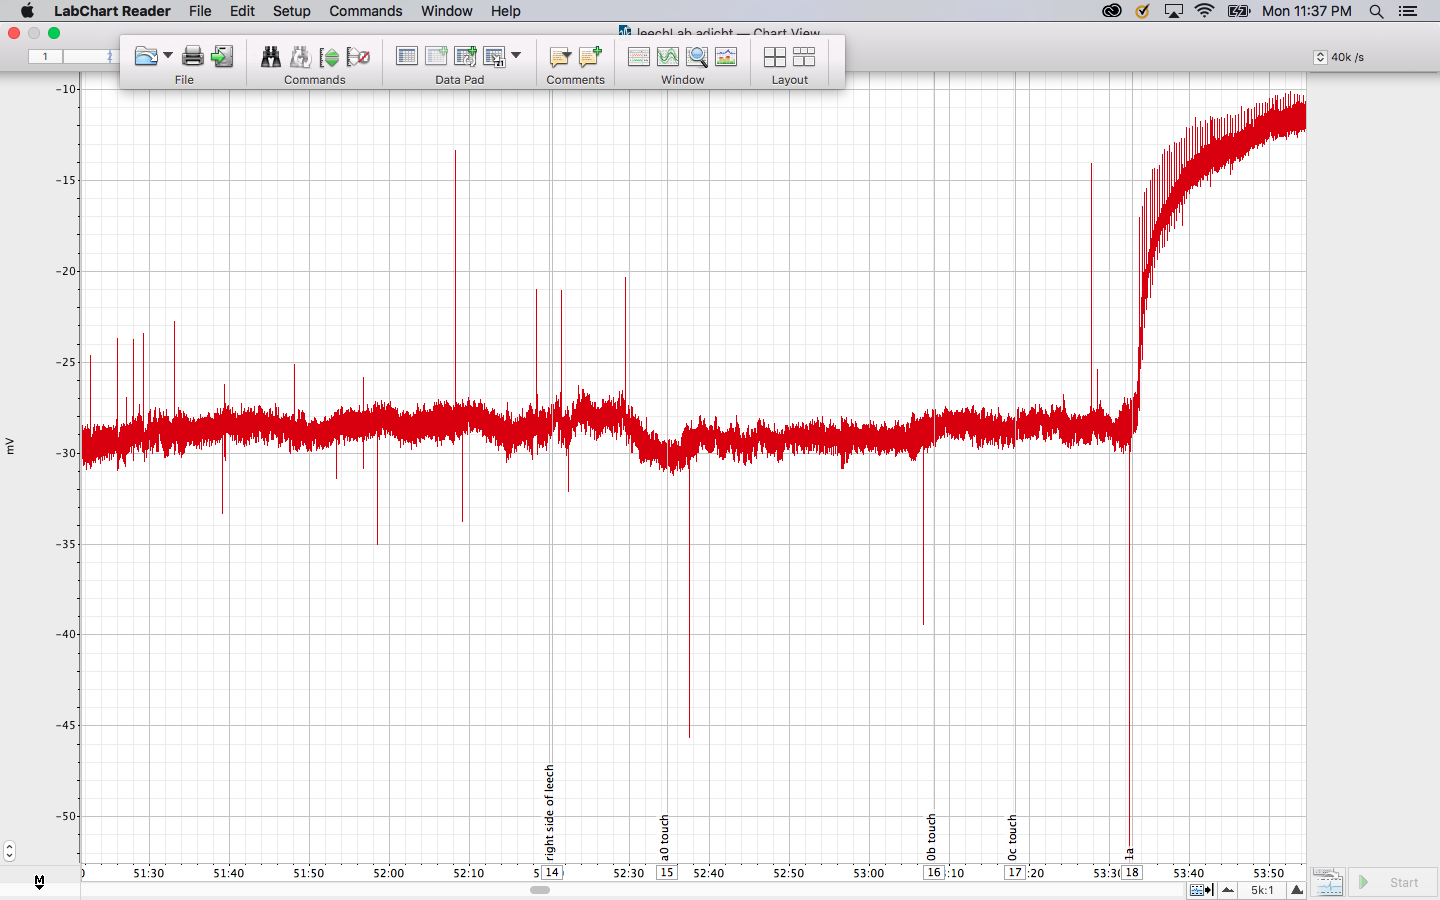 LabChart Reader File Edit Setup Commands Window Help Mon 11:37 PM
leechLab.adicht — Chart View
1 2
File Commands Data Pad Comments Window Layout
40k /s
-10
-15
-20
-25
-30
-35
-40
-45
-50
mV
right side of leech
a0 touch
0b touch
0c touch
1a
51:30 51:40 51:50 52:00 52:10 14 52:30 15 52:40 52:50 53:00 16 :10 17 :20 53:30 18 53:40 53:50
M
5k:1
Start